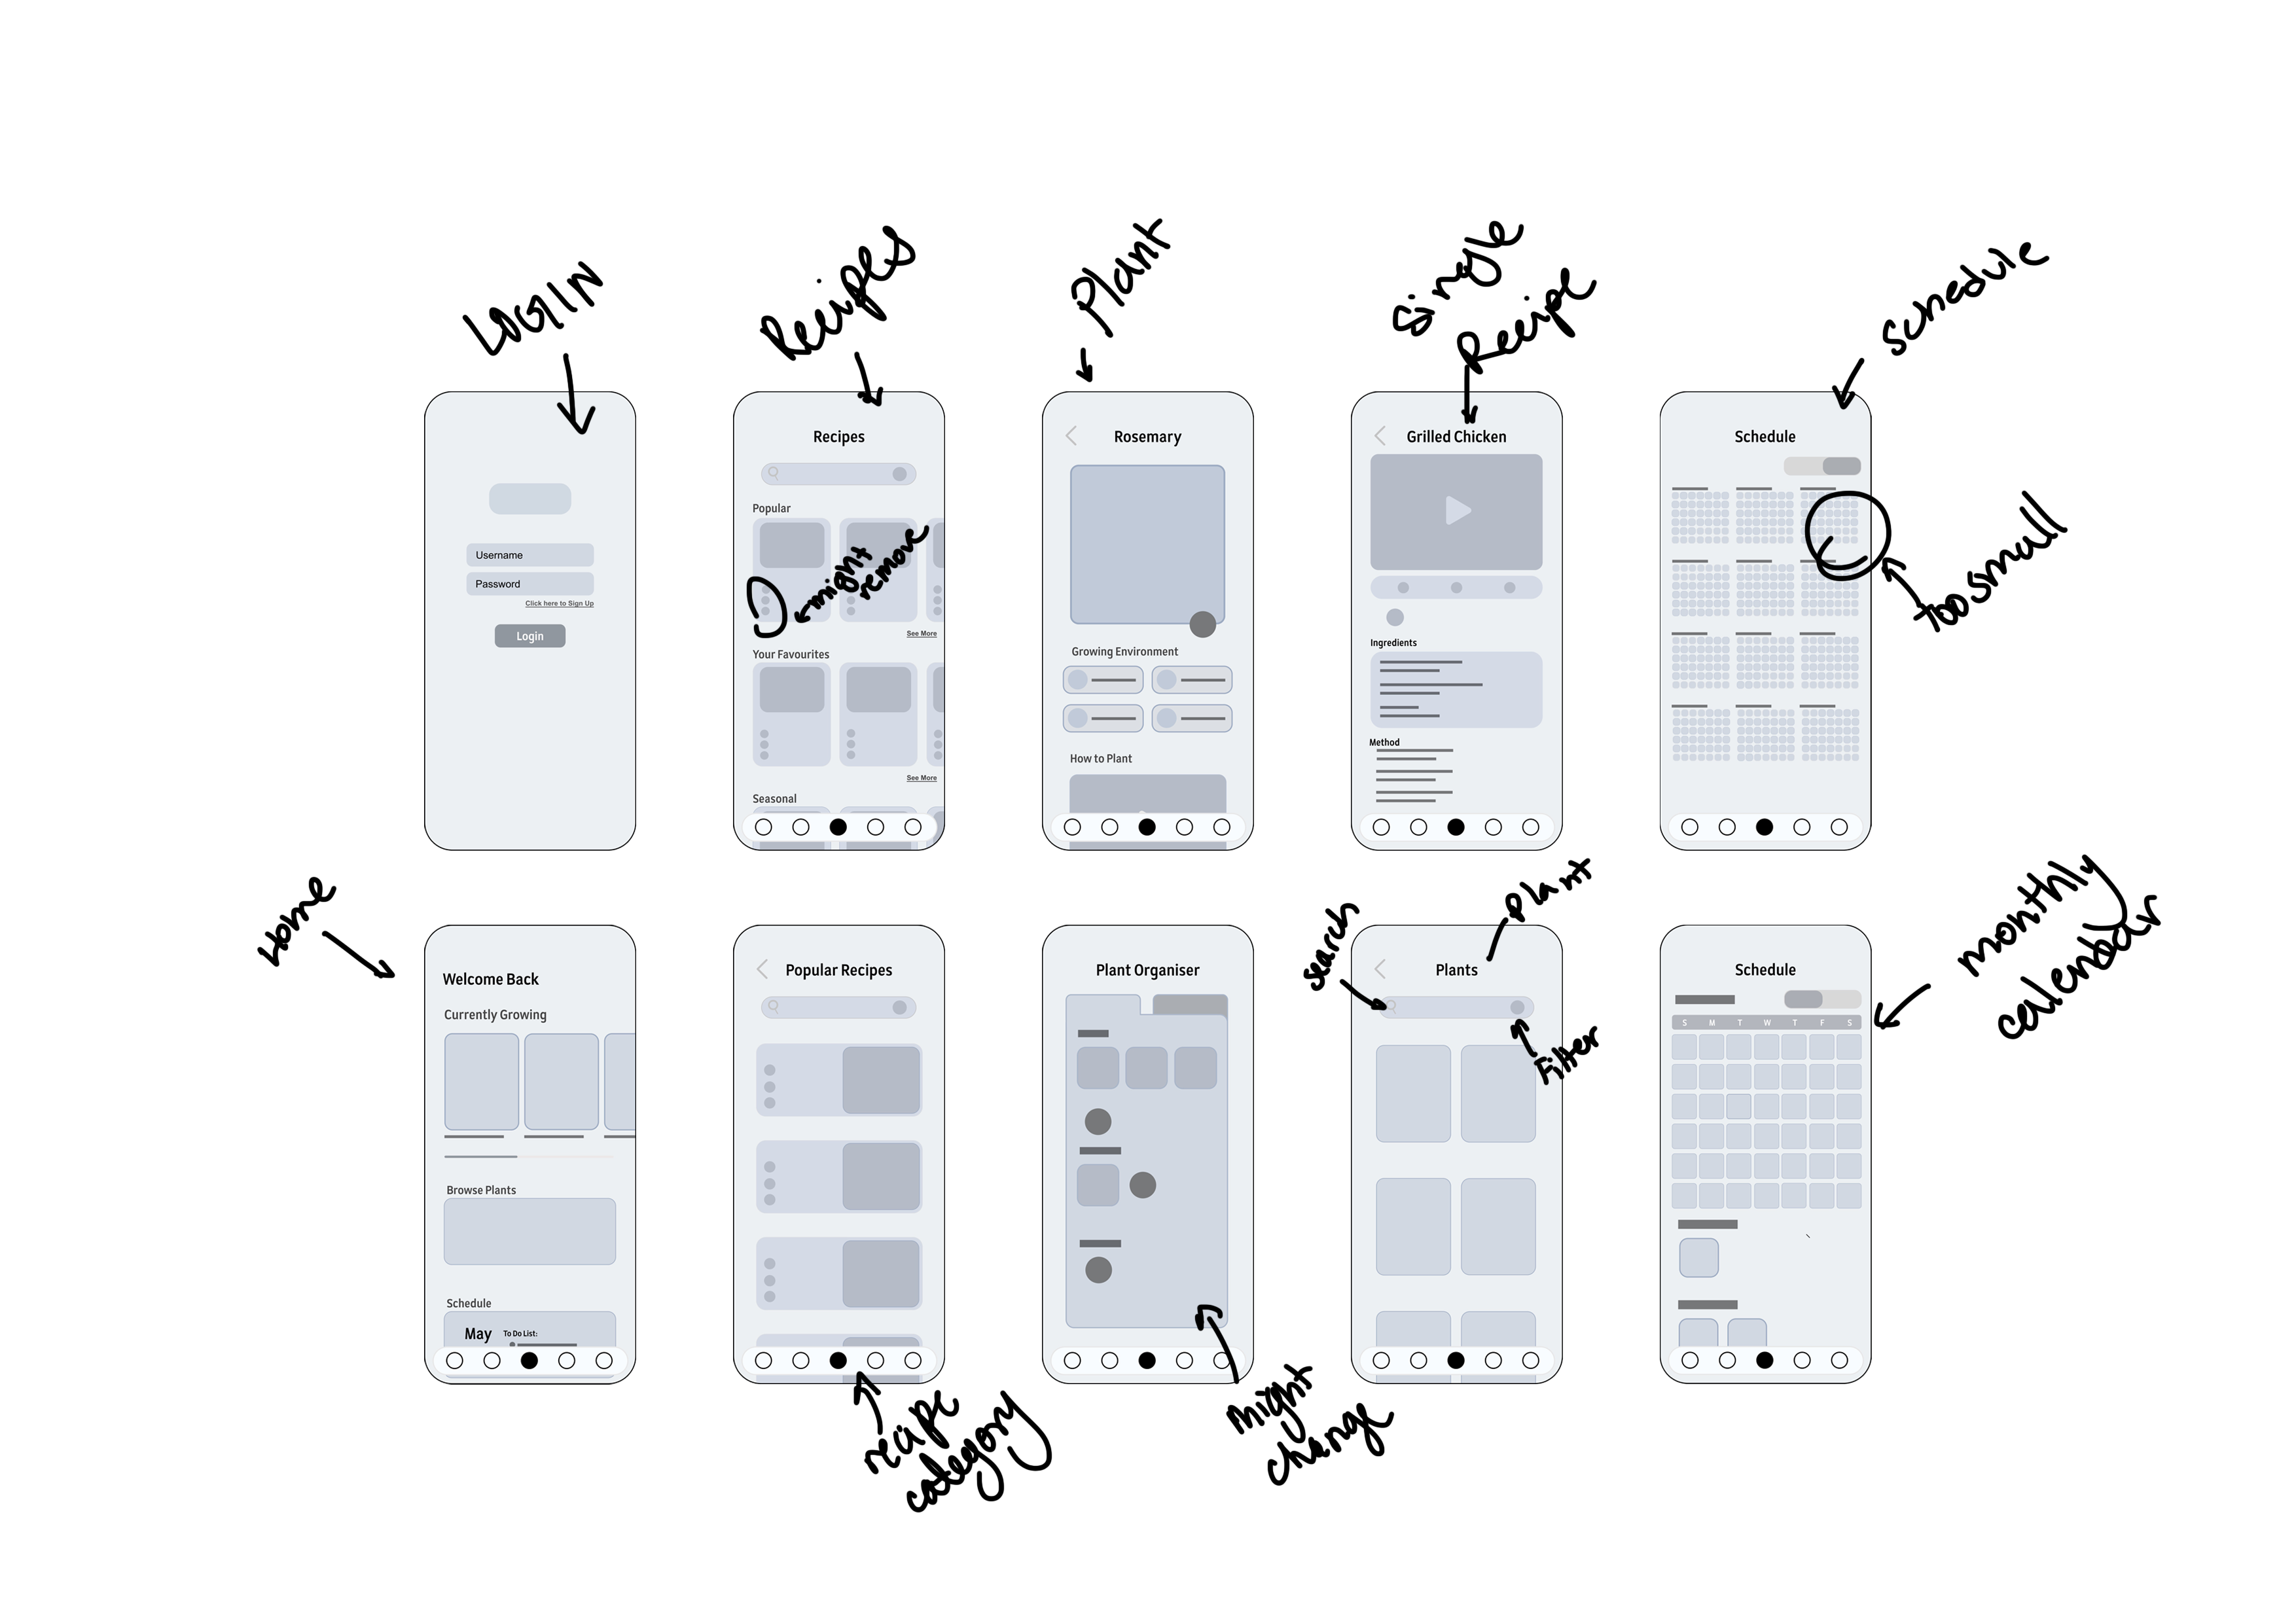 LOGIN
Recipes
Plant
Single
Recipe
schedule
Username
Password
Click here to Sign Up
Login
Recipes
Popular
might
remove
See More
Your Favourites
See More
Seasonal
Rosemary
Growing Environment
How to Plant
Grilled Chicken
Ingredients
Method
Schedule
too small
Home
Welcome Back
Currently Growing
Browse Plants
Schedule
May
To Do List:
Popular Recipes
recipe
category
Plant Organiser
might
change
search
Plant
Plants
Filter
Schedule
S M T W T F S
monthly
calendar